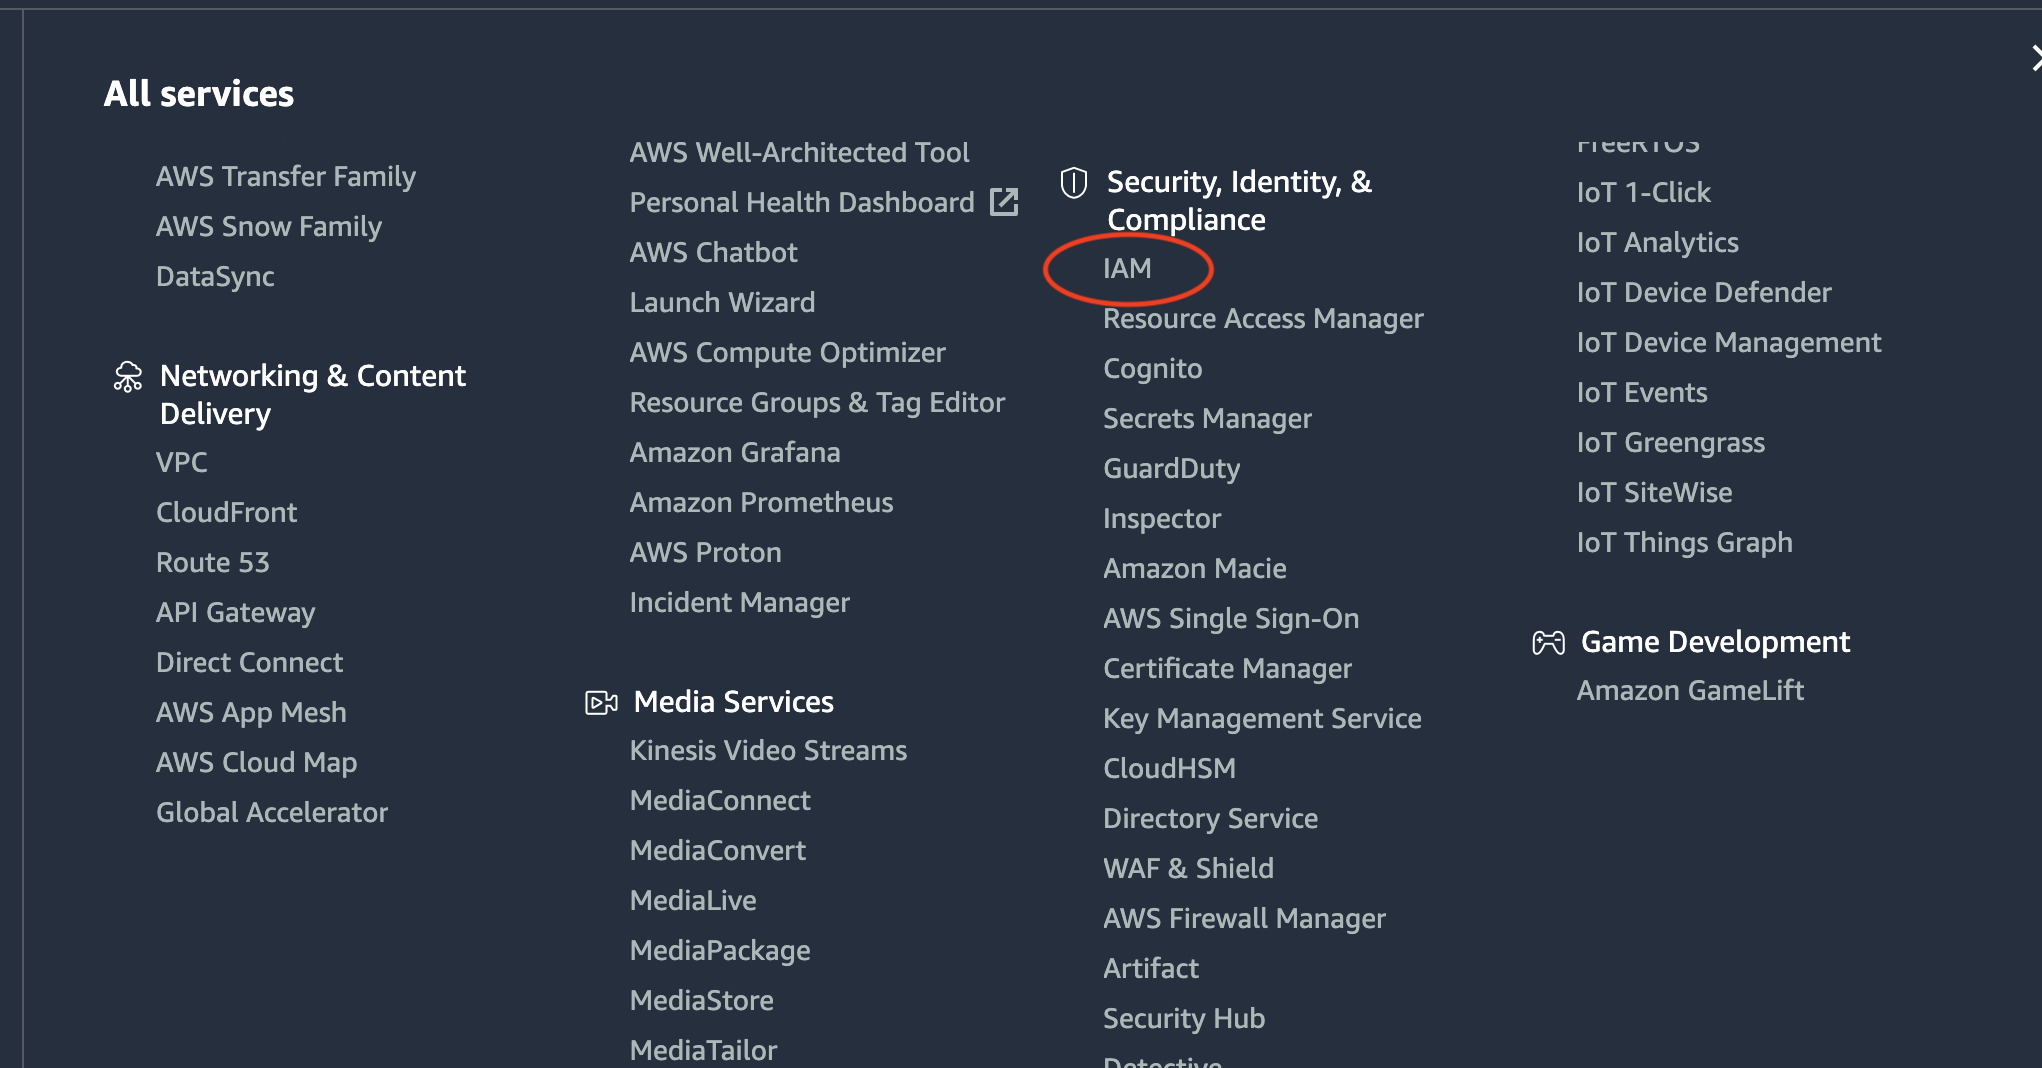 All services
AWS Transfer Family
AWS Snow Family
DataSync
Networking & Content
Delivery
VPC
CloudFront
Route 53
API Gateway
Direct Connect
AWS App Mesh
AWS Cloud Map
Global Accelerator
AWS Well-Architected Tool
Personal Health Dashboard
AWS Chatbot
Launch Wizard
AWS Compute Optimizer
Resource Groups & Tag Editor
Amazon Grafana
Amazon Prometheus
AWS Proton
Incident Manager
Media Services
Kinesis Video Streams
MediaConnect
MediaConvert
MediaLive
MediaPackage
MediaStore
MediaTailor
Security, Identity, &
Compliance
IAM
Resource Access Manager
Cognito
Secrets Manager
GuardDuty
Inspector
Amazon Macie
AWS Single Sign-On
Certificate Manager
Key Management Service
CloudHSM
Directory Service
WAF & Shield
AWS Firewall Manager
Artifact
Security Hub
Detective
FreeRTOS
IoT 1-Click
IoT Analytics
IoT Device Defender
IoT Device Management
IoT Events
IoT Greengrass
IoT SiteWise
IoT Things Graph
Game Development
Amazon GameLift